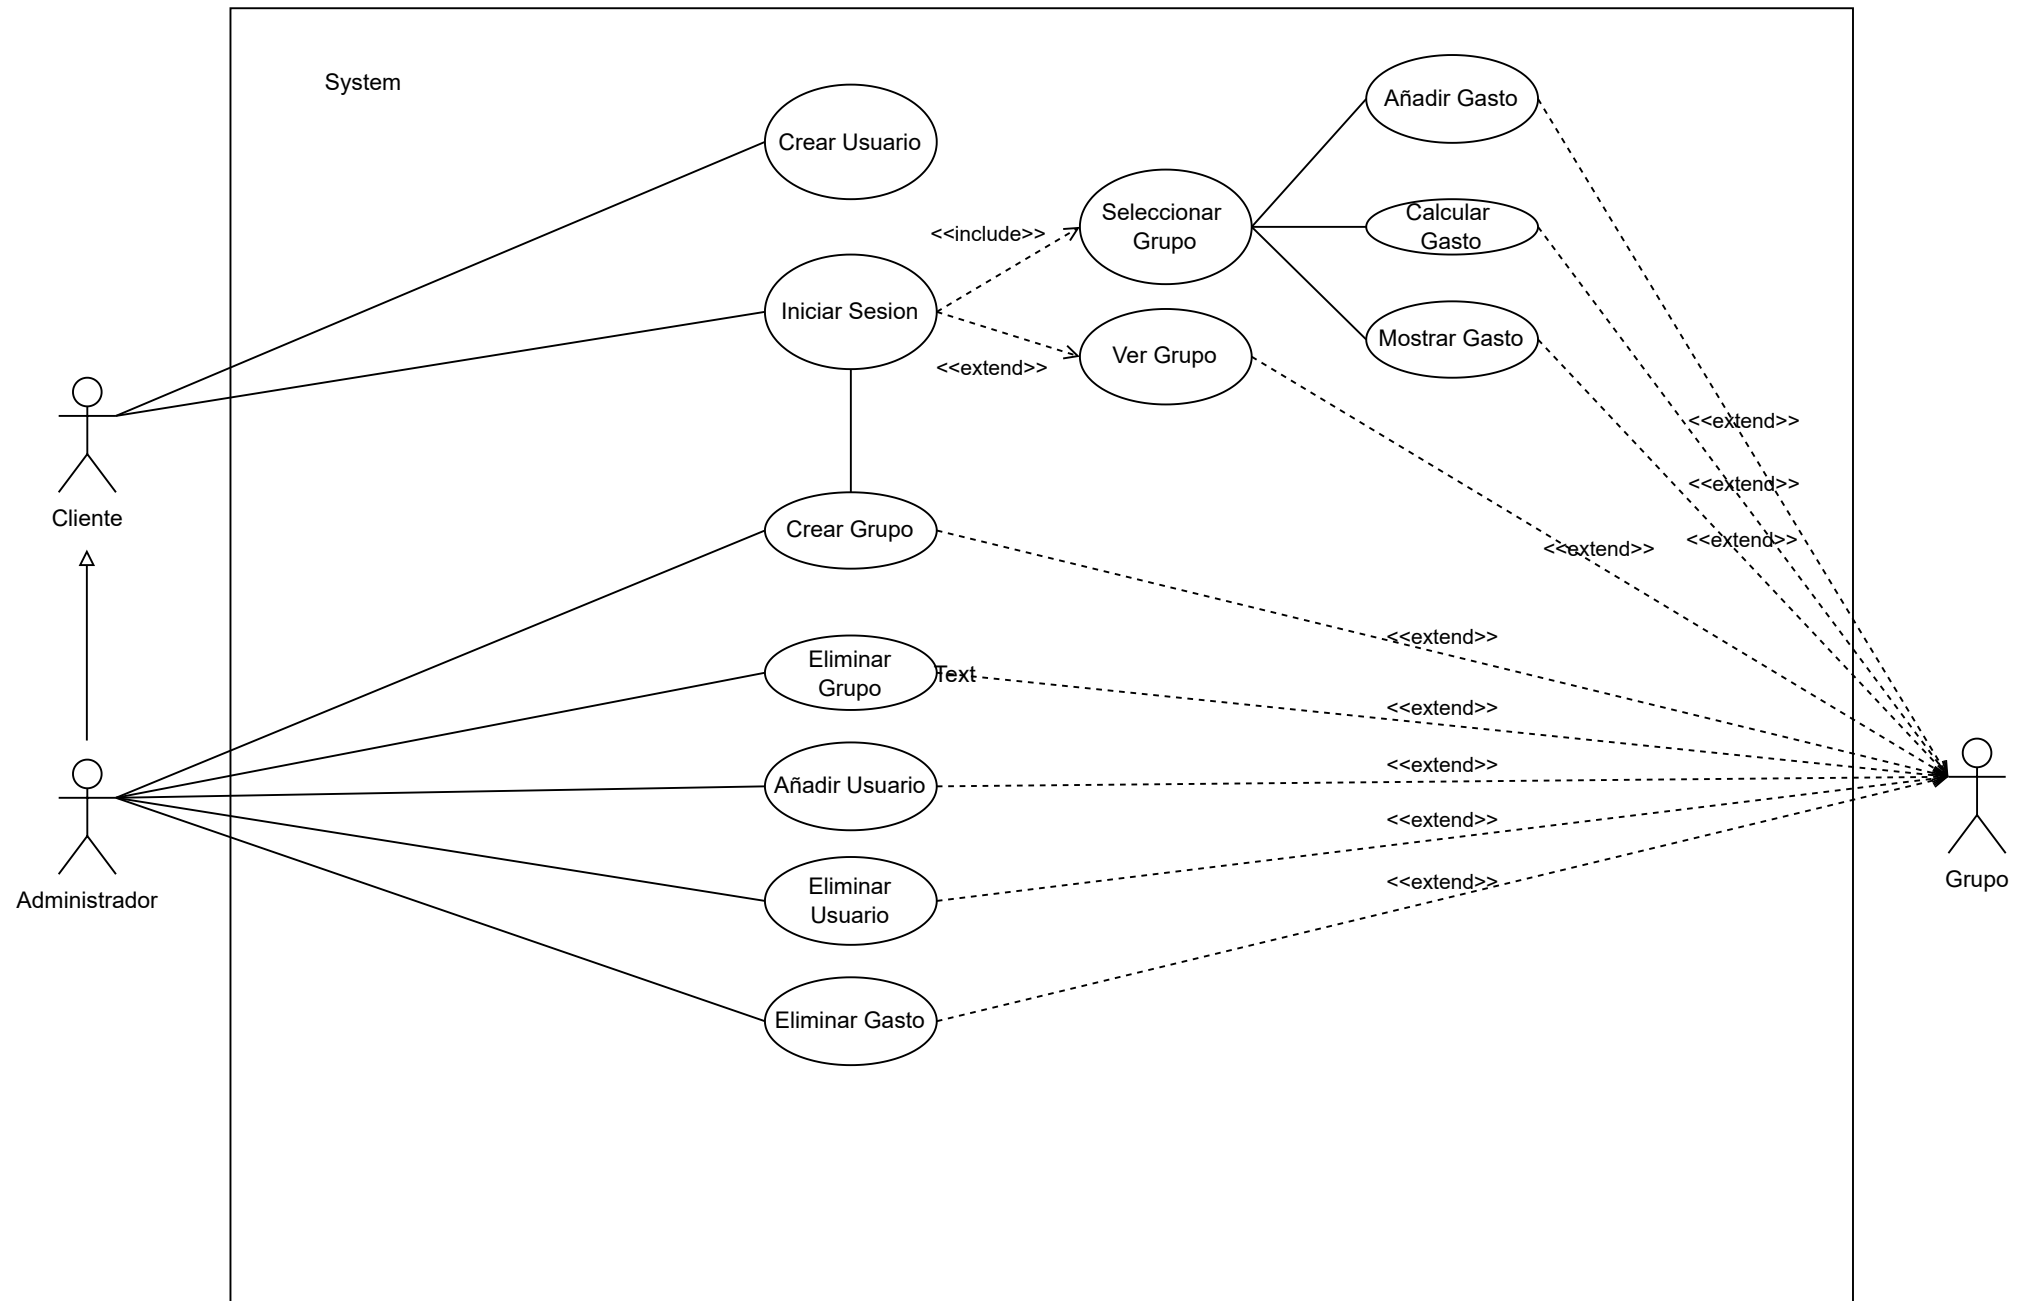 System
Crear Usuario
Añadir Gasto
Seleccionar
Grupo
Calcular
Gasto
<<include>>
Iniciar Sesion
Mostrar Gasto
Ver Grupo
<<extend>>
<<extend>>
<<extend>>
Cliente
Crear Grupo
<<extend>>
<<extend>>
<<extend>>
Eliminar
Grupo
Text
<<extend>>
<<extend>>
Añadir Usuario
<<extend>>
Administrador
Eliminar
Usuario
<<extend>>
Grupo
Eliminar Gasto